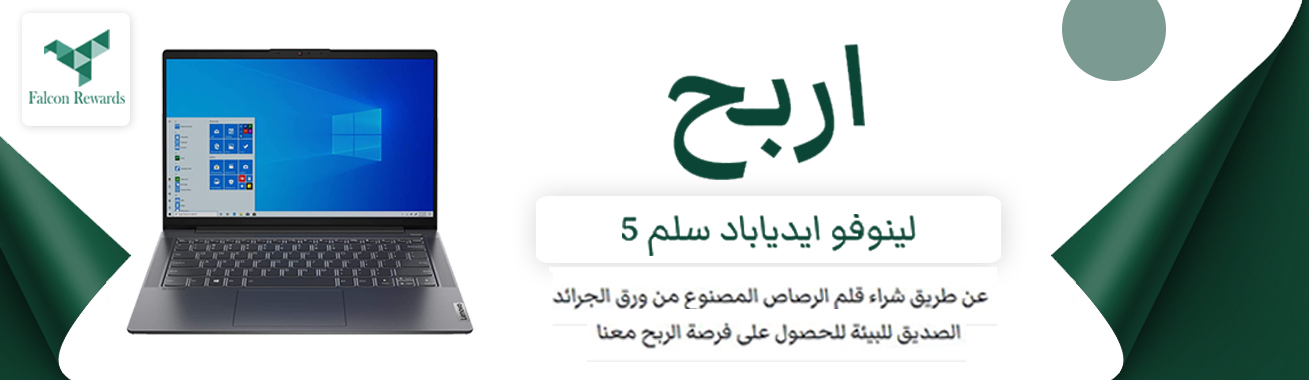 Falcon Rewards
اربح
لينوفو ايدياباد سلم 5
عن طريق شراء قلم الرصاص المصنوع من ورق الجرائد
الصديق للبيئة للحصول على فرصة الربح معنا
Lenovo